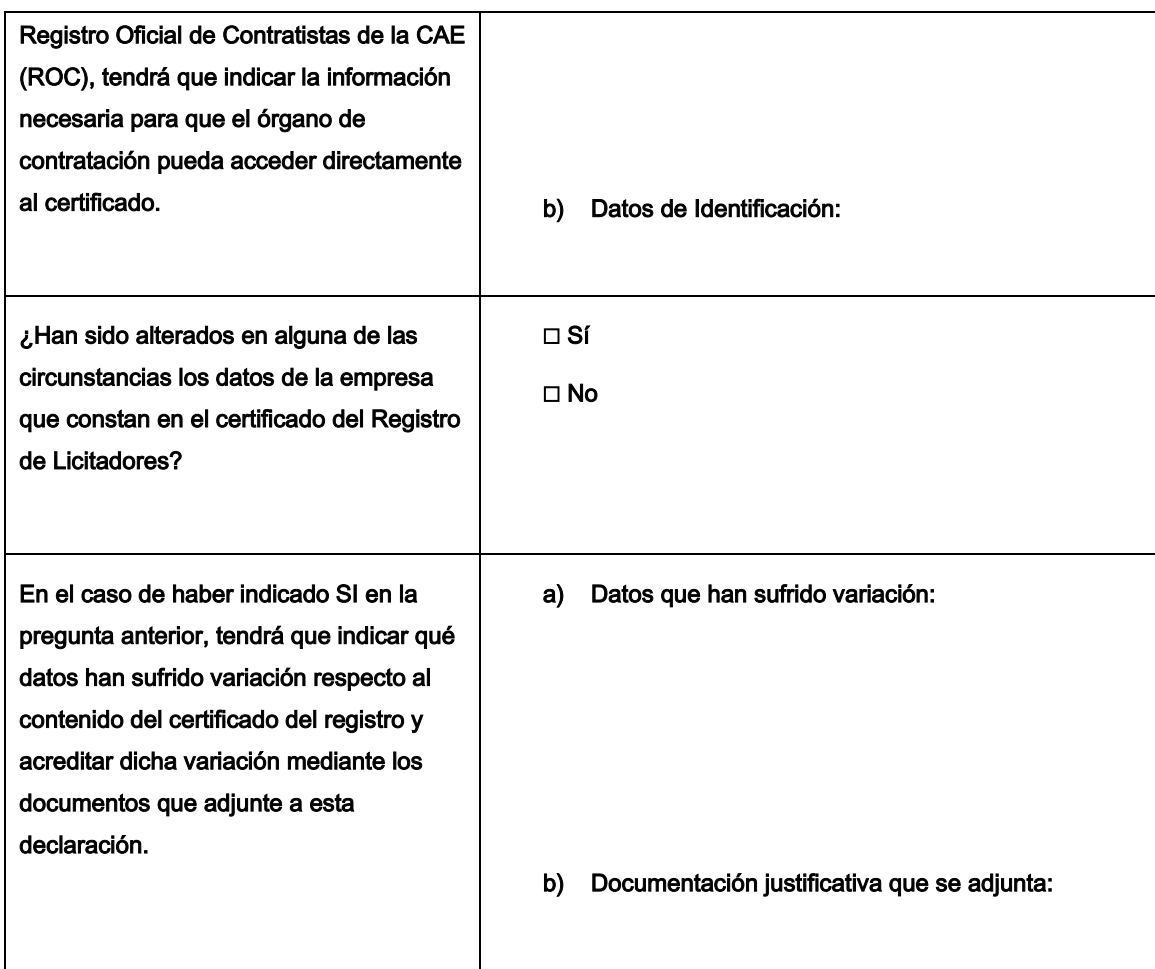 Registro Oficial de Contratistas de la CAE
(ROC), tendrá que indicar la información
necesaria para que el órgano de
contratación pueda acceder directamente
al certificado.
b) Datos de Identificación:
¿Han sido alterados en alguna de las
circunstancias los datos de la empresa
que constan en el certificado del Registro
de Licitadores?
☐ Sí
☐ No
En el caso de haber indicado SI en la
pregunta anterior, tendrá que indicar qué
datos han sufrido variación respecto al
contenido del certificado del registro y
acreditar dicha variación mediante los
documentos que adjunte a esta
declaración.
a) Datos que han sufrido variación:
b) Documentación justificativa que se adjunta: